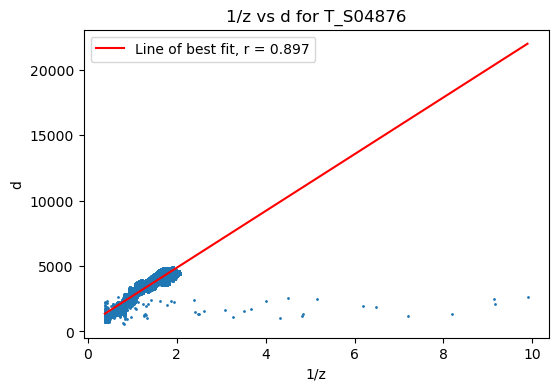 1/z vs d for T_S04876
Line of best fit, r = 0.897
20000
15000
10000
5000
0
d
0 2 4 6 8 10
1/z